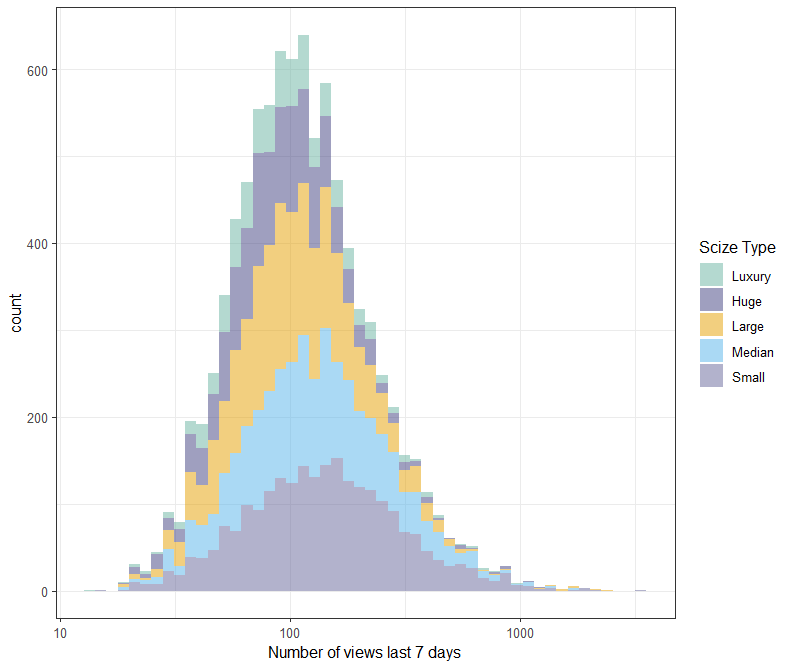 600
400
200
0
count
10
100
1000
Number of views last 7 days
Scize Type
Luxury
Huge
Large
Median
Small